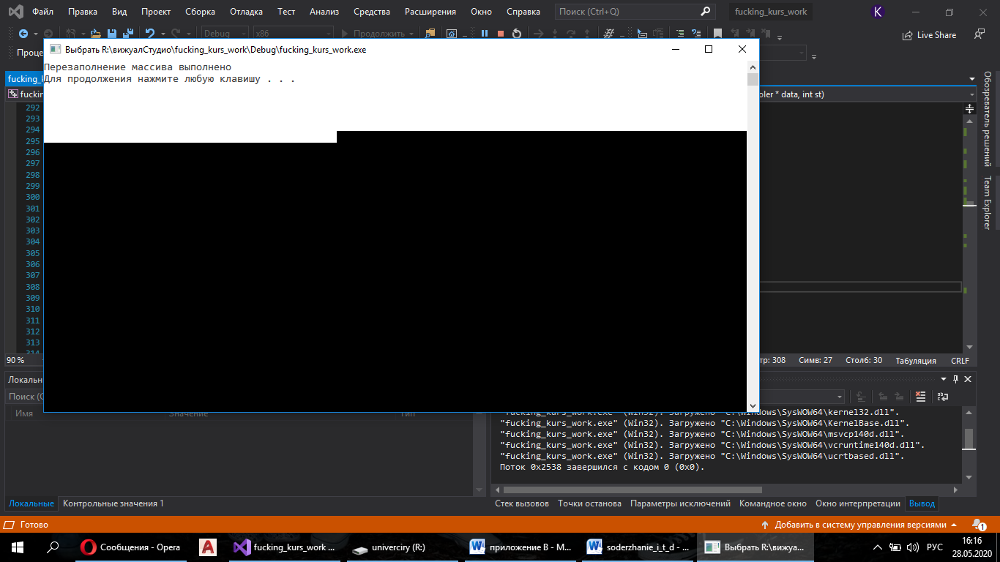 Файл Правка Вид Проект Сборка Отладка Тест Анализ Средства Расширения Окно Справка Поиск (Ctrl+Q) fucking_kurs_work K
Debug x86 Продолжить Live Share
Проце
Выбрать R:\вижуалСтудио\fucking_kurs_work\Debug\fucking_kurs_work.exe
Перезаполнение массива выполнено
Для продолжения нажмите любую клавишу . . .
fucking_
fuckin
oler * data, int st)
292
293
294
295
296
297
298
299
300
301
302
303
304
305
306
307
308
309
310
311
312
313
314
Обозреватель решений
Team Explorer
90 %
тр: 308 Симв: 27 Столб: 30 Табуляция CRLF
Локальн
Поиск (C
Имя Значение Тип
"fucking_kurs_work.exe" (Win32). Загружено "C:\Windows\SysWOW64\kernel32.dll".
"fucking_kurs_work.exe" (Win32). Загружено "C:\Windows\SysWOW64\KernelBase.dll".
"fucking_kurs_work.exe" (Win32). Загружено "C:\Windows\SysWOW64\msvcp140d.dll".
"fucking_kurs_work.exe" (Win32). Загружено "C:\Windows\SysWOW64\vcruntime140d.dll".
"fucking_kurs_work.exe" (Win32). Загружено "C:\Windows\SysWOW64\ucrtbased.dll".
Поток 0x2538 завершился с кодом 0 (0x0).
Локальные Контрольные значения 1
Стек вызовов Точки останова Параметры исключений Командное окно Окно интерпретации Вывод
Готово
Добавить в систему управления версиями 1
Сообщения - Opera
A
fucking_kurs_work ...
univerciry (R:)
приложение В - M...
soderzhanie_i_t_d - ...
Выбрать R:\вижуа...
РУС
16:16
28.05.2020